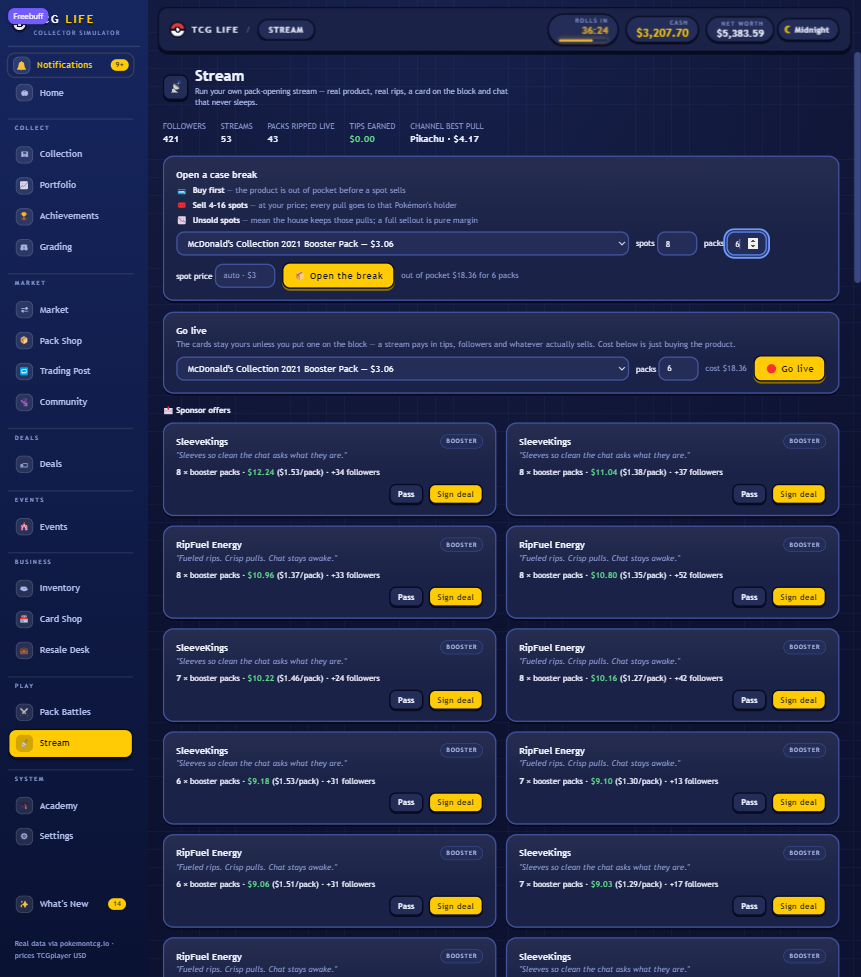 Freebuff
TCG LIFE
COLLECTOR SIMULATOR
Notifications 9+
Home
COLLECT
Collection
Portfolio
Achievements
Grading
MARKET
Market
Pack Shop
Trading Post
Community
DEALS
Deals
EVENTS
Events
BUSINESS
Inventory
Card Shop
Resale Desk
PLAY
Pack Battles
Stream
SYSTEM
Academy
Settings
What's New 14
Real data via pokemontcg.io ·
prices TCGplayer USD
TCG LIFE / STREAM
ROLLS IN
36:24
CASH
$3,207.70
NET WORTH
$5,383.59
Midnight
Stream
Run your own pack-opening stream — real product, real rips, a card on the block and chat
that never sleeps.
FOLLOWERS STREAMS PACKS RIPPED LIVE TIPS EARNED CHANNEL BEST PULL
421 53 43 $0.00 Pikachu · $4.17
Open a case break
Buy first — the product is out of pocket before a spot sells
Sell 4-16 spots — at your price; every pull goes to that Pokémon's holder
Unsold spots — mean the house keeps those pulls; a full sellout is pure margin
McDonald's Collection 2021 Booster Pack — $3.06 spots 8 packs 6
spot price auto · $3 Open the break out of pocket $18.36 for 6 packs
Go live
The cards stay yours unless you put one on the block — a stream pays in tips, followers and whatever actually sells. Cost below is just buying the product.
McDonald's Collection 2021 Booster Pack — $3.06 packs 6 cost $18.36 Go live
Sponsor offers
SleeveKings BOOSTER
"Sleeves so clean the chat asks what they are."
8 × booster packs · $12.24 ($1.53/pack) · +34 followers
Pass Sign deal
SleeveKings BOOSTER
"Sleeves so clean the chat asks what they are."
8 × booster packs · $11.04 ($1.38/pack) · +37 followers
Pass Sign deal
RipFuel Energy BOOSTER
"Fueled rips. Crisp pulls. Chat stays awake."
8 × booster packs · $10.96 ($1.37/pack) · +33 followers
Pass Sign deal
RipFuel Energy BOOSTER
"Fueled rips. Crisp pulls. Chat stays awake."
8 × booster packs · $10.80 ($1.35/pack) · +52 followers
Pass Sign deal
SleeveKings BOOSTER
"Sleeves so clean the chat asks what they are."
7 × booster packs · $10.22 ($1.46/pack) · +24 followers
Pass Sign deal
RipFuel Energy BOOSTER
"Fueled rips. Crisp pulls. Chat stays awake."
8 × booster packs · $10.16 ($1.27/pack) · +42 followers
Pass Sign deal
SleeveKings BOOSTER
"Sleeves so clean the chat asks what they are."
6 × booster packs · $9.18 ($1.53/pack) · +31 followers
Pass Sign deal
RipFuel Energy BOOSTER
"Fueled rips. Crisp pulls. Chat stays awake."
7 × booster packs · $9.10 ($1.30/pack) · +13 followers
Pass Sign deal
RipFuel Energy BOOSTER
"Fueled rips. Crisp pulls. Chat stays awake."
6 × booster packs · $9.06 ($1.51/pack) · +31 followers
Pass Sign deal
SleeveKings BOOSTER
"Sleeves so clean the chat asks what they are."
7 × booster packs · $9.03 ($1.29/pack) · +17 followers
Pass Sign deal
RipFuel Energy BOOSTER
"Fueled rips. Crisp pulls. Chat stays awake."
SleeveKings BOOSTER
"Sleeves so clean the chat asks what they are."